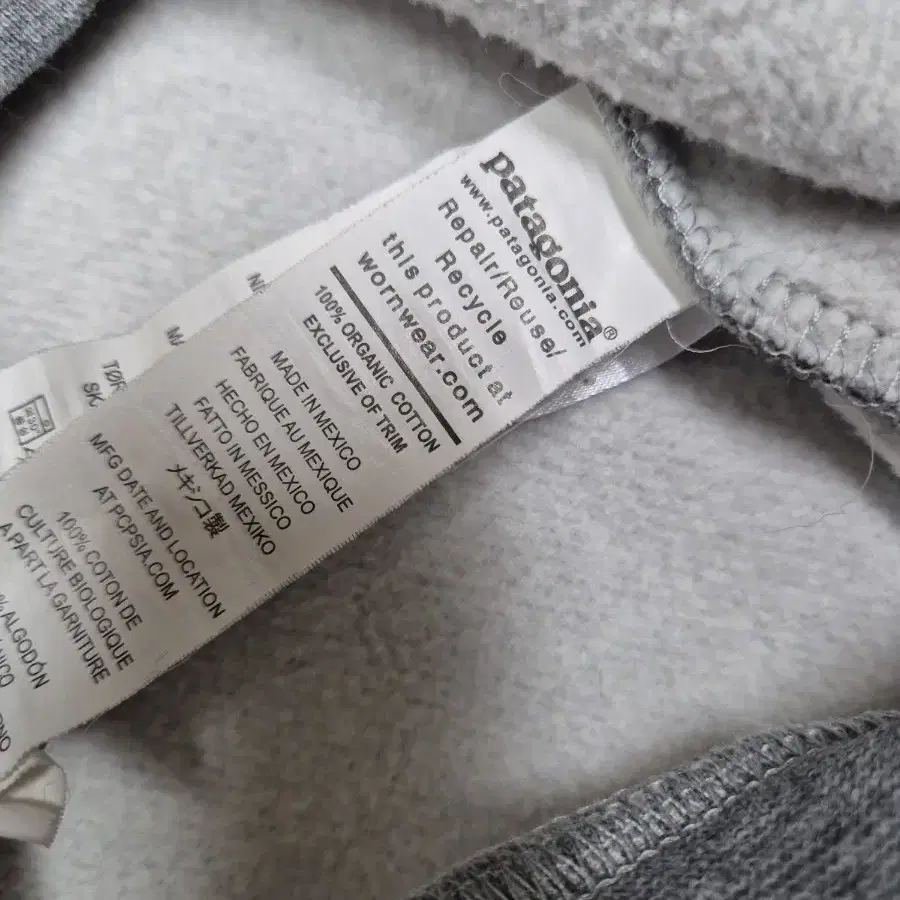 patagonia®
www.patagonia.com
Repair/Reuse/
Recycle
this product at
wornwear.com
100% ORGANIC COTTON
EXCLUSIVE OF TRIM
MADE IN MEXICO
FABRIQUE AU MEXIQUE
HECHO EN MEXICO
FATTO IN MESSICO
TILLVERKAD MEXIKO
メキシコ製
MFG DATE AND LOCATION
AT PCPSIA.COM
100% COTON DE
CULTURE BIOLOGIQUE
A PART LA GARNITURE
% ALGODÓN